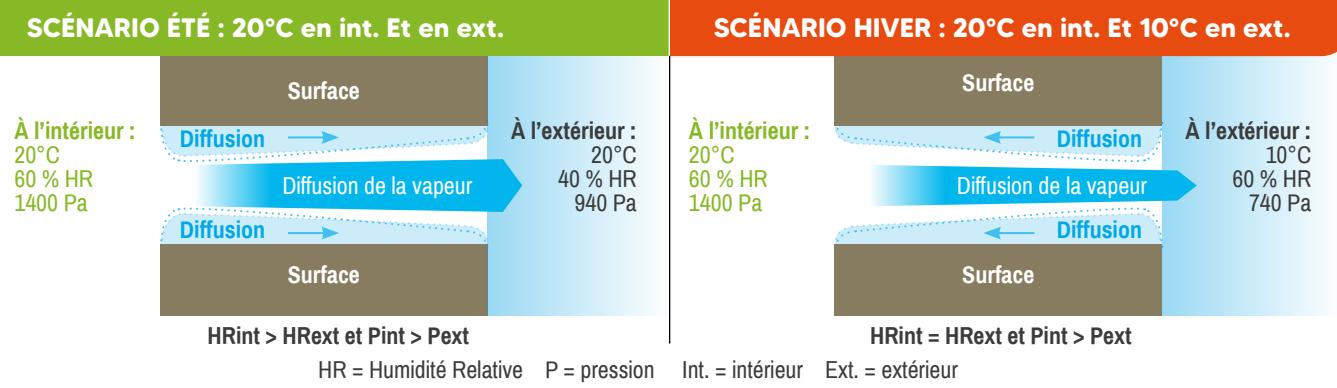 SCÉNARIO ÉTÉ : 20°C en int. Et en ext.
Surface
À l’intérieur :
20°C
60 % HR
1400 Pa
Diffusion
Diffusion de la vapeur
Diffusion
À l’extérieur :
20°C
40 % HR
940 Pa
Surface
HRint > HRext et Pint > Pext
SCÉNARIO HIVER : 20°C en int. Et 10°C en ext.
Surface
À l’intérieur :
20°C
60 % HR
1400 Pa
Diffusion
Diffusion de la vapeur
Diffusion
À l’extérieur :
10°C
60 % HR
740 Pa
Surface
HRint = HRext et Pint > Pext
HR = Humidité Relative P = pression Int. = intérieur Ext. = extérieur